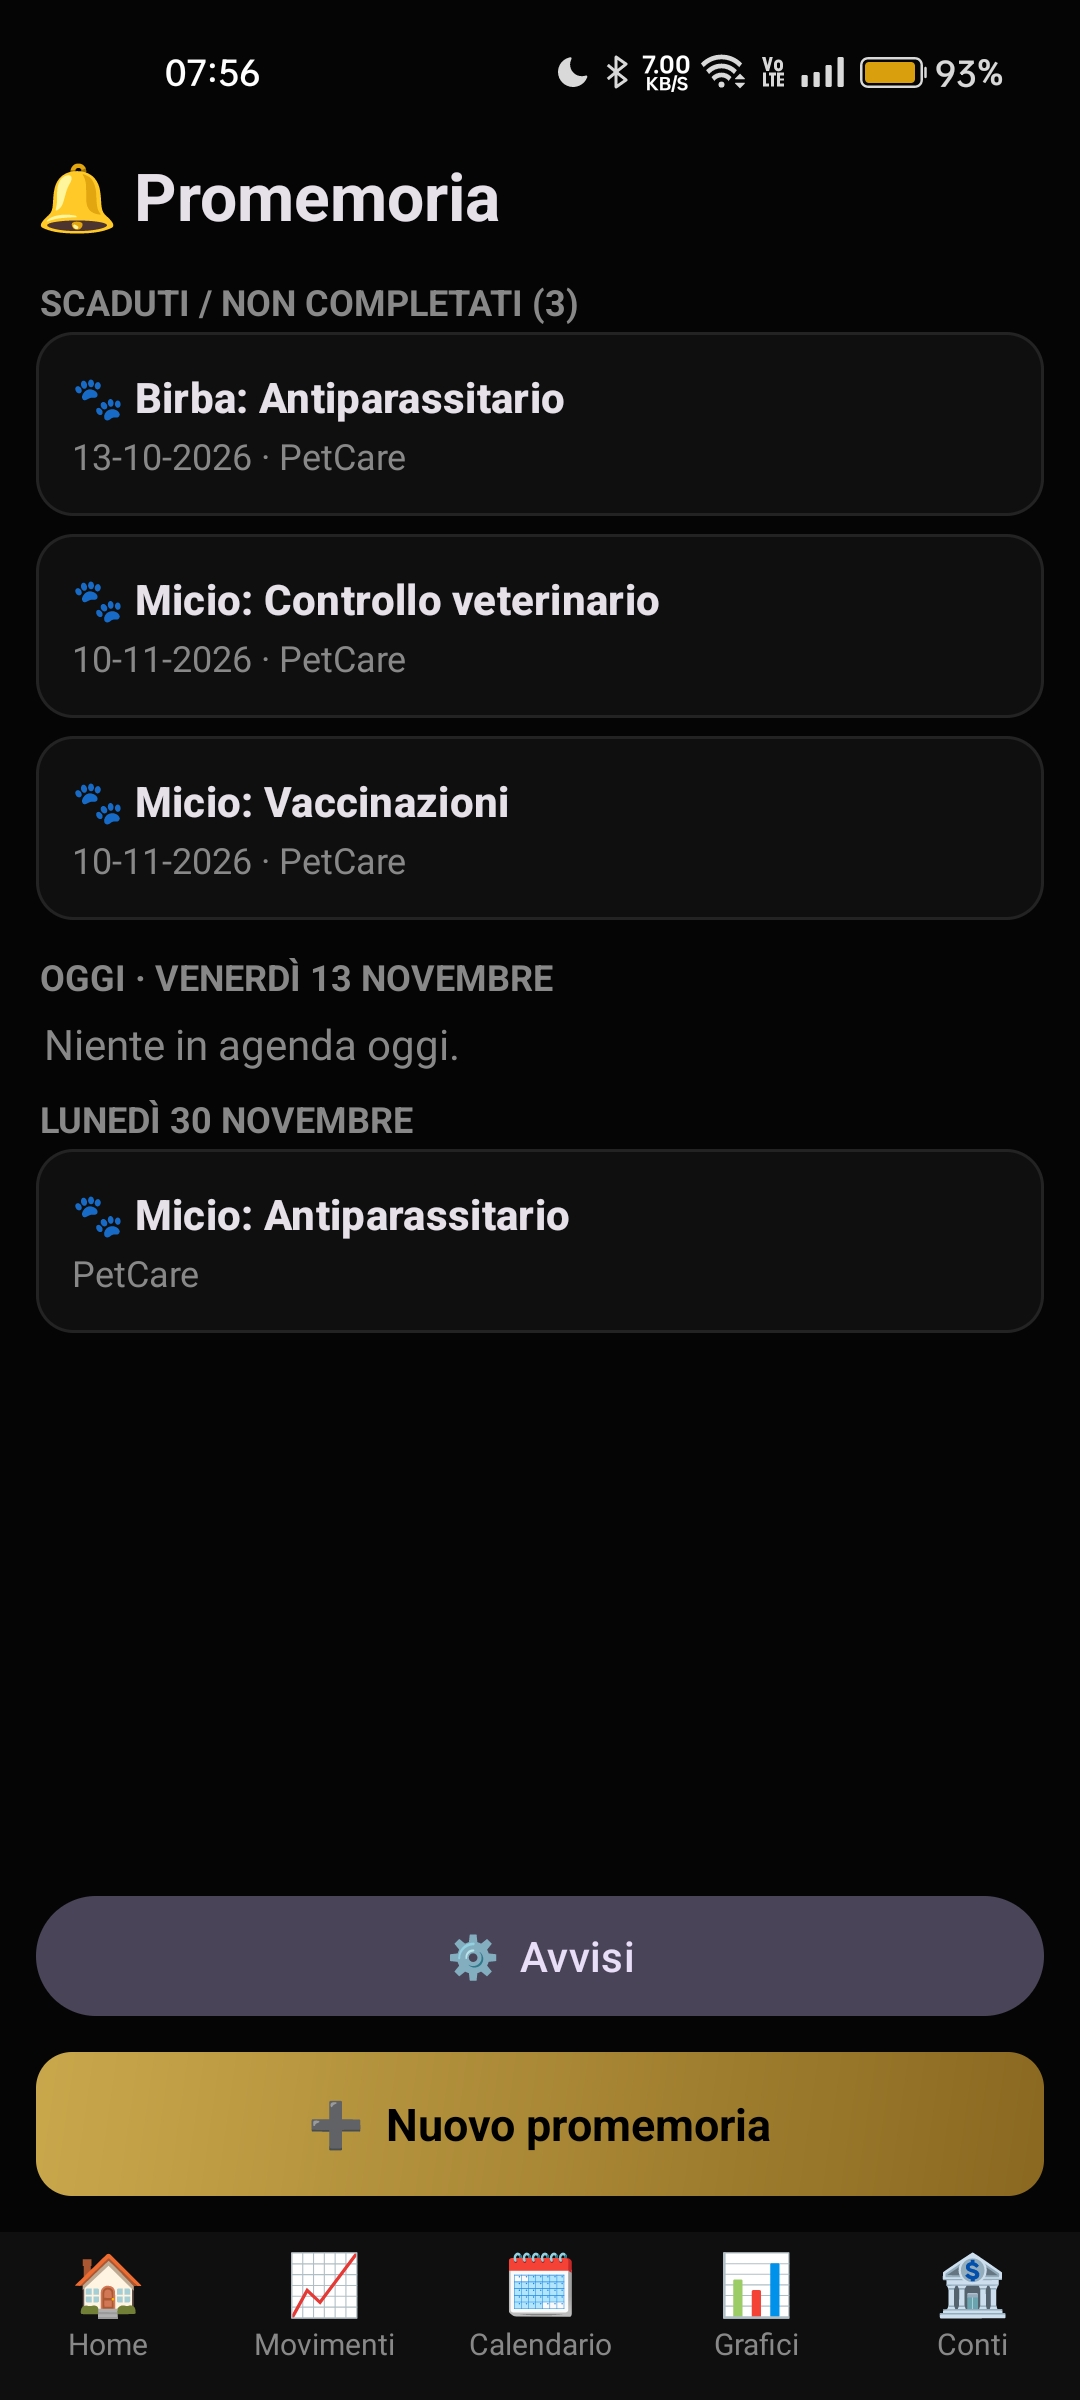 07:56
7.00 KB/S
Vo LTE
93%
Promemoria
SCADUTI / NON COMPLETATI (3)
Birba: Antiparassitario
13-10-2026 · PetCare
Micio: Controllo veterinario
10-11-2026 · PetCare
Micio: Vaccinazioni
10-11-2026 · PetCare
OGGI · VENERDÌ 13 NOVEMBRE
Niente in agenda oggi.
LUNEDÌ 30 NOVEMBRE
Micio: Antiparassitario
PetCare
Avvisi
Nuovo promemoria
Home
Movimenti
Calendario
Grafici
Conti